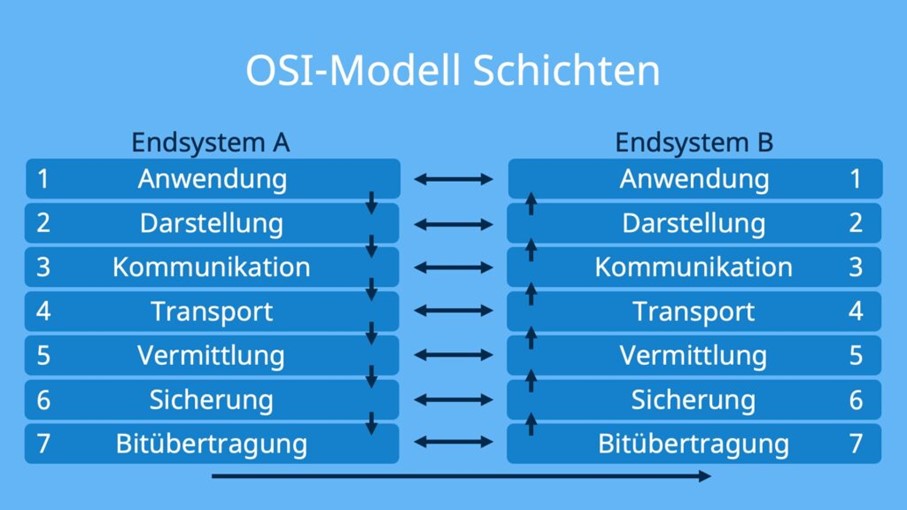 OSI-Modell Schichten
Endsystem A
Endsystem B
1 Anwendung
Anwendung 1
2 Darstellung
Darstellung 2
3 Kommunikation
Kommunikation 3
4 Transport
Transport 4
5 Vermittlung
Vermittlung 5
6 Sicherung
Sicherung 6
7 Bitübertragung
Bitübertragung 7